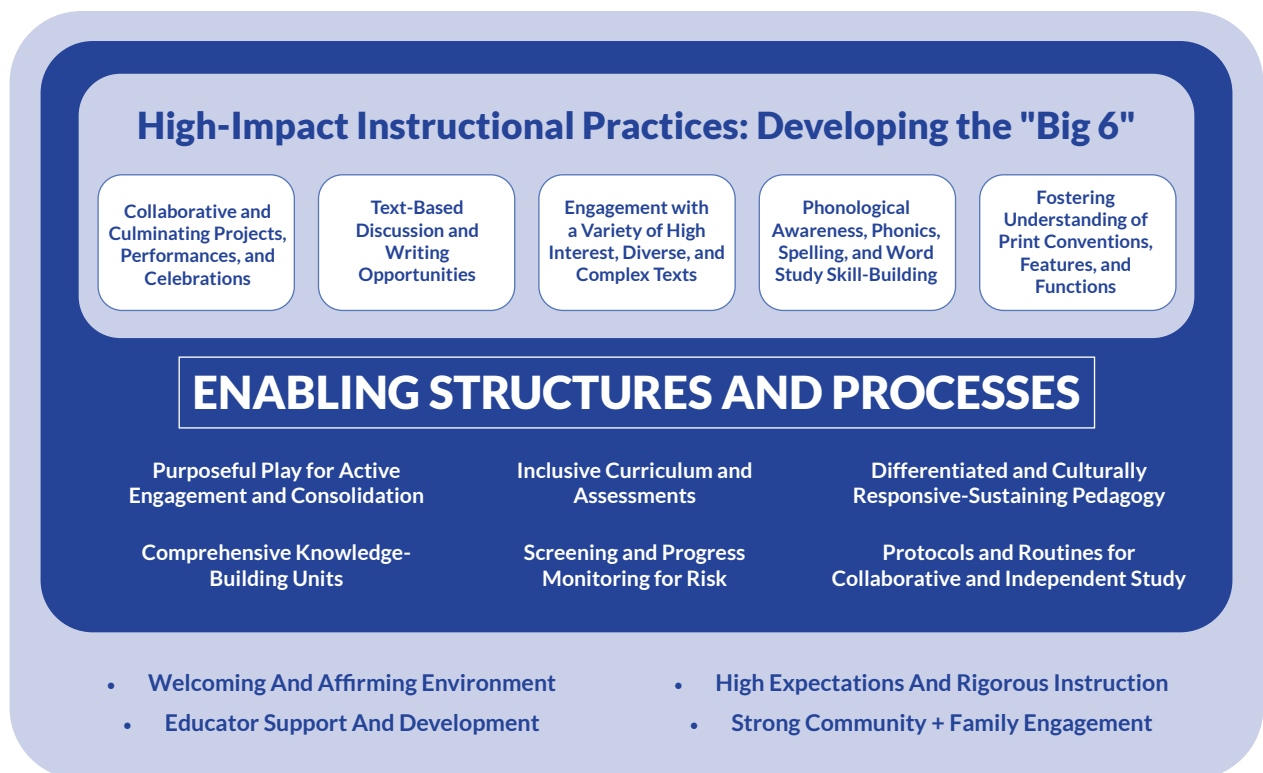 High-Impact Instructional Practices: Developing the "Big 6"
Collaborative and
Culminating Projects,
Performances, and
Celebrations
Text-Based
Discussion and
Writing
Opportunities
Engagement with
a Variety of High
Interest, Diverse, and
Complex Texts
Phonological
Awareness, Phonics,
Spelling, and Word
Study Skill-Building
Fostering
Understanding of
Print Conventions,
Features, and
Functions
ENABLING STRUCTURES AND PROCESSES
Purposeful Play for Active
Engagement and Consolidation
Inclusive Curriculum and
Assessments
Differentiated and Culturally
Responsive-Sustaining Pedagogy
Comprehensive Knowledge-
Building Units
Screening and Progress
Monitoring for Risk
Protocols and Routines for
Collaborative and Independent Study
• Welcoming And Affirming Environment
• Educator Support And Development
• High Expectations And Rigorous Instruction
• Strong Community + Family Engagement